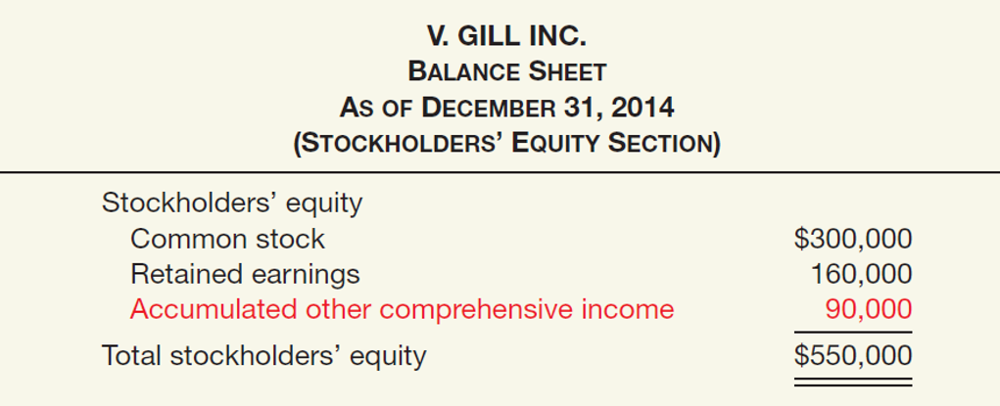 V. GILL INC.
BALANCE SHEET
AS OF DECEMBER 31, 2014
(STOCKHOLDERS’ EQUITY SECTION)
Stockholders’ equity
Common stock $300,000
Retained earnings 160,000
Accumulated other comprehensive income 90,000
Total stockholders’ equity $550,000